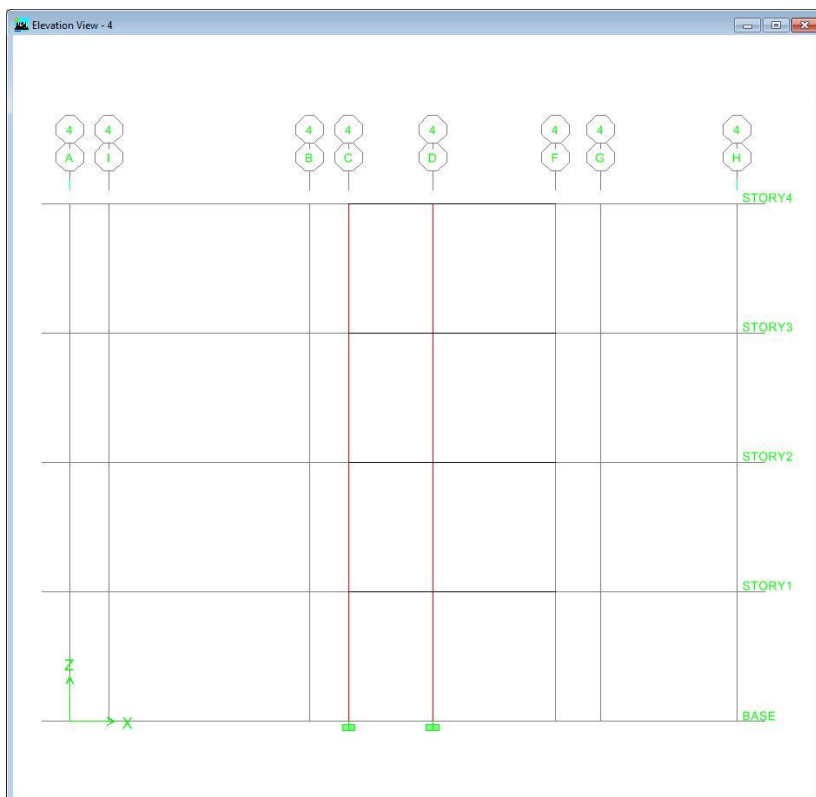 Elevation View - 4
4 4 4 4 4 4 4 4
A I B C D F G H
STORY4
STORY3
STORY2
STORY1
Z
X
BASE